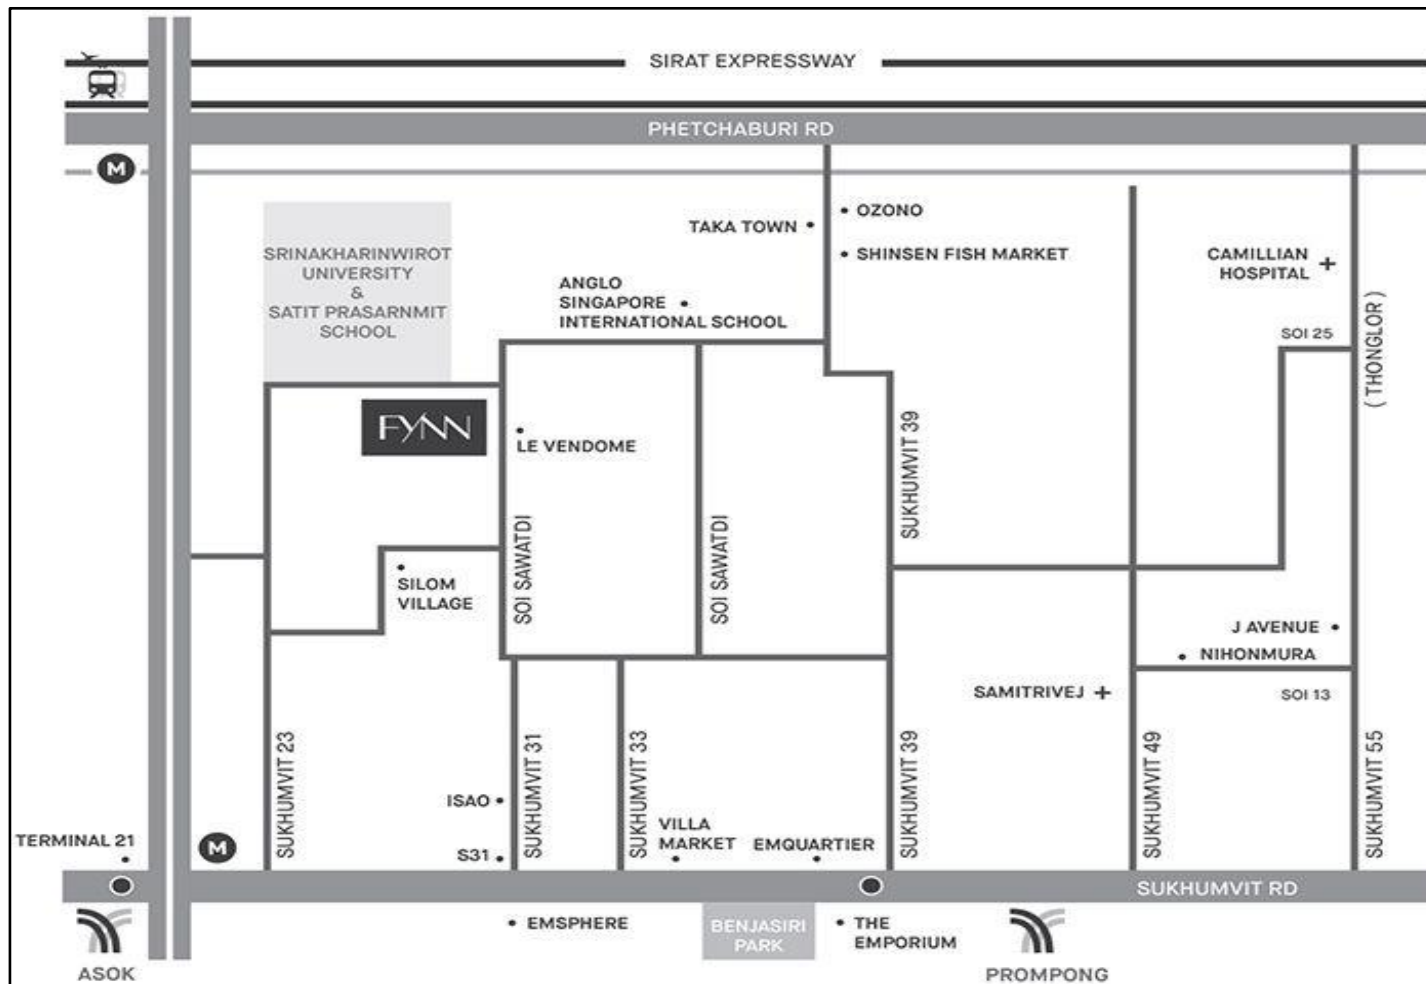 SIRAT EXPRESSWAY
PHETCHABURI RD
M
OZONO
TAKA TOWN
SHINSEN FISH MARKET
SRINAKHARINWIROT
UNIVERSITY
&
SATIT PRASARNMIT
SCHOOL
CAMILLIAN
HOSPITAL
ANGLO
SINGAPORE
INTERNATIONAL SCHOOL
SOI 25
( THONGLOR )
FYNN
LE VENDOME
SUKHUMVIT 39
SOI SAWATDI
SOI SAWATDI
SILOM
VILLAGE
J AVENUE
NIHONMURA
SAMITRIVEJ
SOI 13
SUKHUMVIT 23
SUKHUMVIT 31
SUKHUMVIT 33
SUKHUMVIT 39
SUKHUMVIT 49
SUKHUMVIT 55
ISAO
VILLA
MARKET
EMQUARTIER
TERMINAL 21
M
S31
SUKHUMVIT RD
EMSPHERE
BENJASIRI
PARK
THE
EMPORIUM
ASOK
PROMPONG